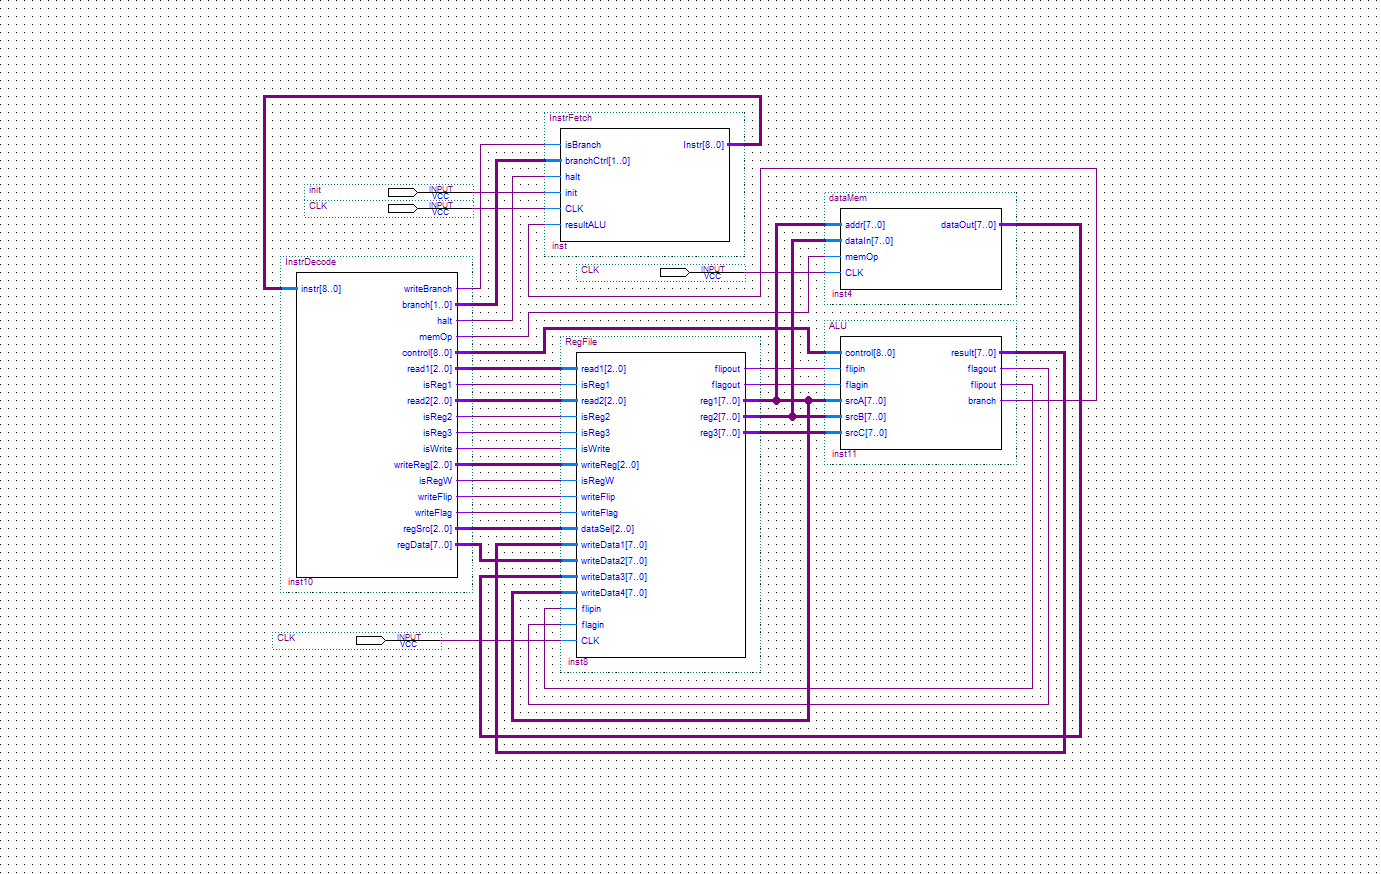 InstrFetch
isBranch
branchCtrl[1..0]
halt
init
CLK
resultALU
Instr[8..0]
inst
init
INPUT
VCC
CLK
INPUT
VCC
dataMem
addr[7..0]
dataIn[7..0]
memOp
CLK
dataOut[7..0]
inst4
CLK
INPUT
VCC
InstrDecode
instr[8..0]
writeBranch
branch[1..0]
halt
memOp
control[8..0]
read1[2..0]
isReg1
read2[2..0]
isReg2
isReg3
isWrite
writeReg[2..0]
isRegW
writeFlip
writeFlag
regSrc[2..0]
regData[7..0]
inst10
RegFile
read1[2..0]
isReg1
read2[2..0]
isReg2
isReg3
isWrite
writeReg[2..0]
isRegW
writeFlip
writeFlag
dataSel[2..0]
writeData1[7..0]
writeData2[7..0]
writeData3[7..0]
writeData4[7..0]
flipin
flagin
CLK
flipout
flagout
reg1[7..0]
reg2[7..0]
reg3[7..0]
inst8
ALU
control[8..0]
flipin
flagin
srcA[7..0]
srcB[7..0]
srcC[7..0]
result[7..0]
flagout
flipout
branch
inst11
CLK
INPUT
VCC